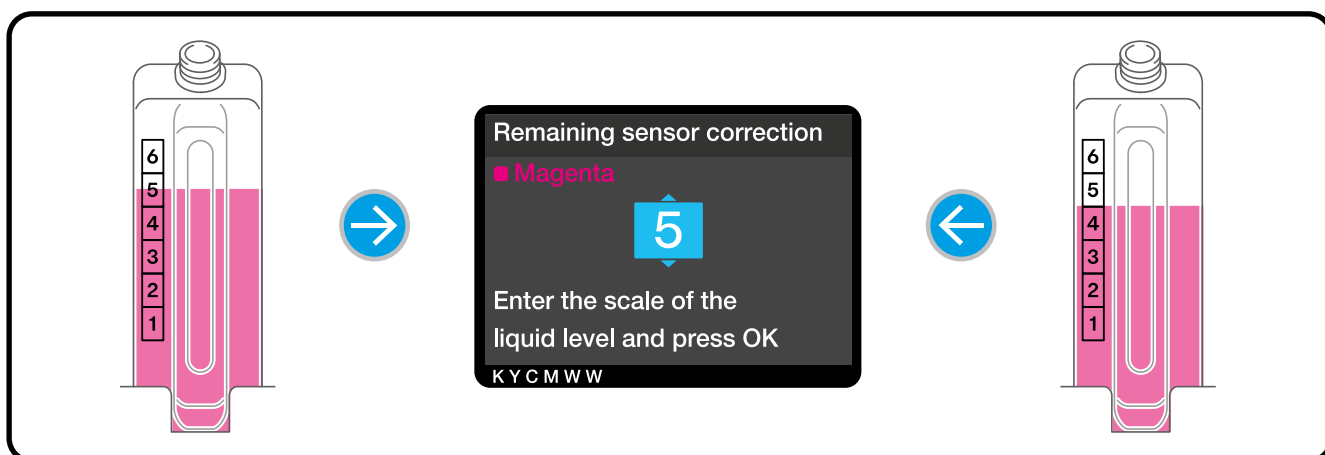 6
5
4
3
2
1
Remaining sensor correction
Magenta
5
Enter the scale of the
liquid level and press OK
K Y C M W W
6
5
4
3
2
1